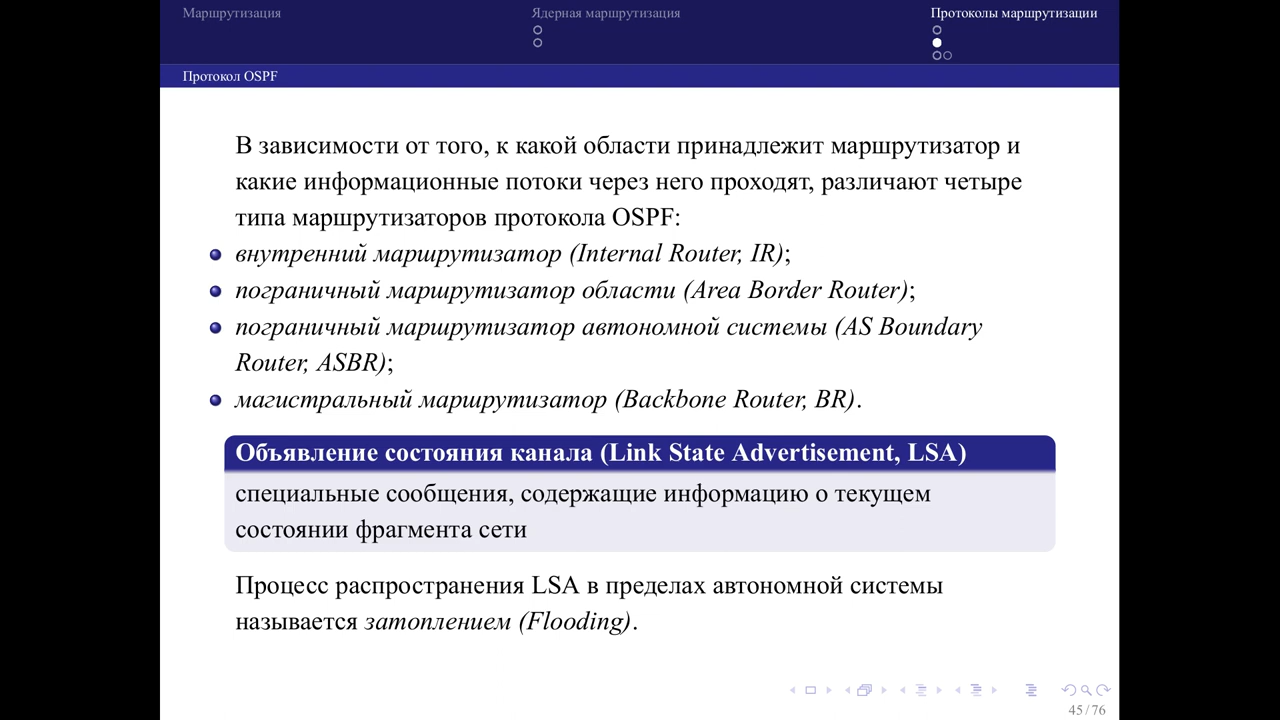 Маршрутизация
Ядерная маршрутизация
Протоколы маршрутизации
Протокол OSPF
В зависимости от того, к какой области принадлежит маршрутизатор и
какие информационные потоки через него проходят, различают четыре
типа маршрутизаторов протокола OSPF:
внутренний маршрутизатор (Internal Router, IR);
пограничный маршрутизатор области (Area Border Router);
пограничный маршрутизатор автономной системы (AS Boundary
Router, ASBR);
магистральный маршрутизатор (Backbone Router, BR).
Объявление состояния канала (Link State Advertisement, LSA)
специальные сообщения, содержащие информацию о текущем
состоянии фрагмента сети
Процесс распространения LSA в пределах автономной системы
называется затоплением (Flooding).
45 / 76